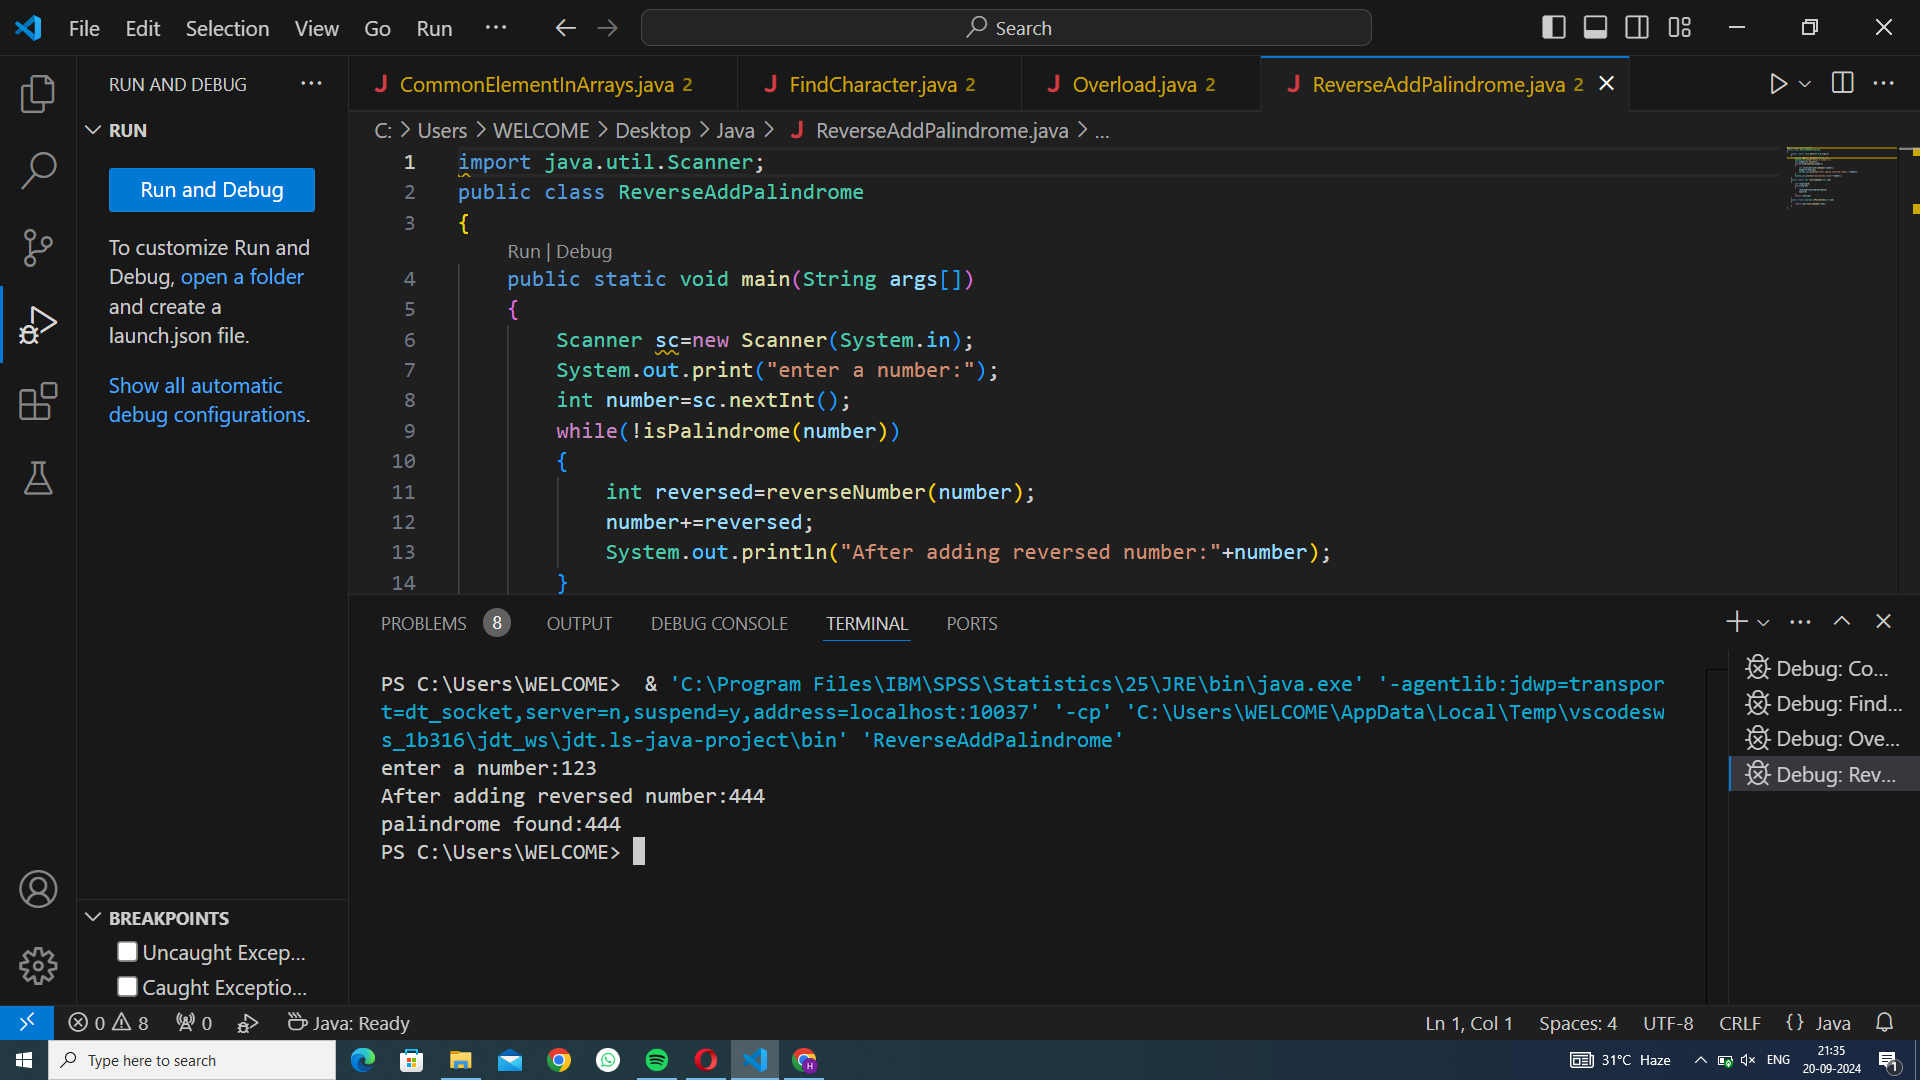 File Edit Selection View Go Run ··· Search
RUN AND DEBUG ···
RUN
Run and Debug
To customize Run and
Debug, open a folder
and create a
launch.json file.
Show all automatic
debug configurations.
BREAKPOINTS
Uncaught Excep...
Caught Exceptio...
CommonElementInArrays.java 2 FindCharacter.java 2 Overload.java 2 ReverseAddPalindrome.java 2
C: > Users > WELCOME > Desktop > Java > ReverseAddPalindrome.java > ...
1 import java.util.Scanner;
2 public class ReverseAddPalindrome
3 {
Run | Debug
4 public static void main(String args[])
5 {
6 Scanner sc=new Scanner(System.in);
7 System.out.print("enter a number:");
8 int number=sc.nextInt();
9 while(!isPalindrome(number))
10 {
11 int reversed=reverseNumber(number);
12 number+=reversed;
13 System.out.println("After adding reversed number:"+number);
14 }
PROBLEMS 8 OUTPUT DEBUG CONSOLE TERMINAL PORTS
PS C:\Users\WELCOME>  & 'C:\Program Files\IBM\SPSS\Statistics\25\JRE\bin\java.exe' '-agentlib:jdwp=transpor
t=dt_socket,server=n,suspend=y,address=localhost:10037' '-cp' 'C:\Users\WELCOME\AppData\Local\Temp\vscodesw
s_1b316\jdt_ws\jdt.ls-java-project\bin' 'ReverseAddPalindrome'
enter a number:123
After adding reversed number:444
palindrome found:444
PS C:\Users\WELCOME>
Debug: Co...
Debug: Find...
Debug: Ove...
Debug: Rev...
0 8 0 Java: Ready Ln 1, Col 1 Spaces: 4 UTF-8 CRLF {} Java
Type here to search 31°C Haze ENG 21:35
20-09-2024 1